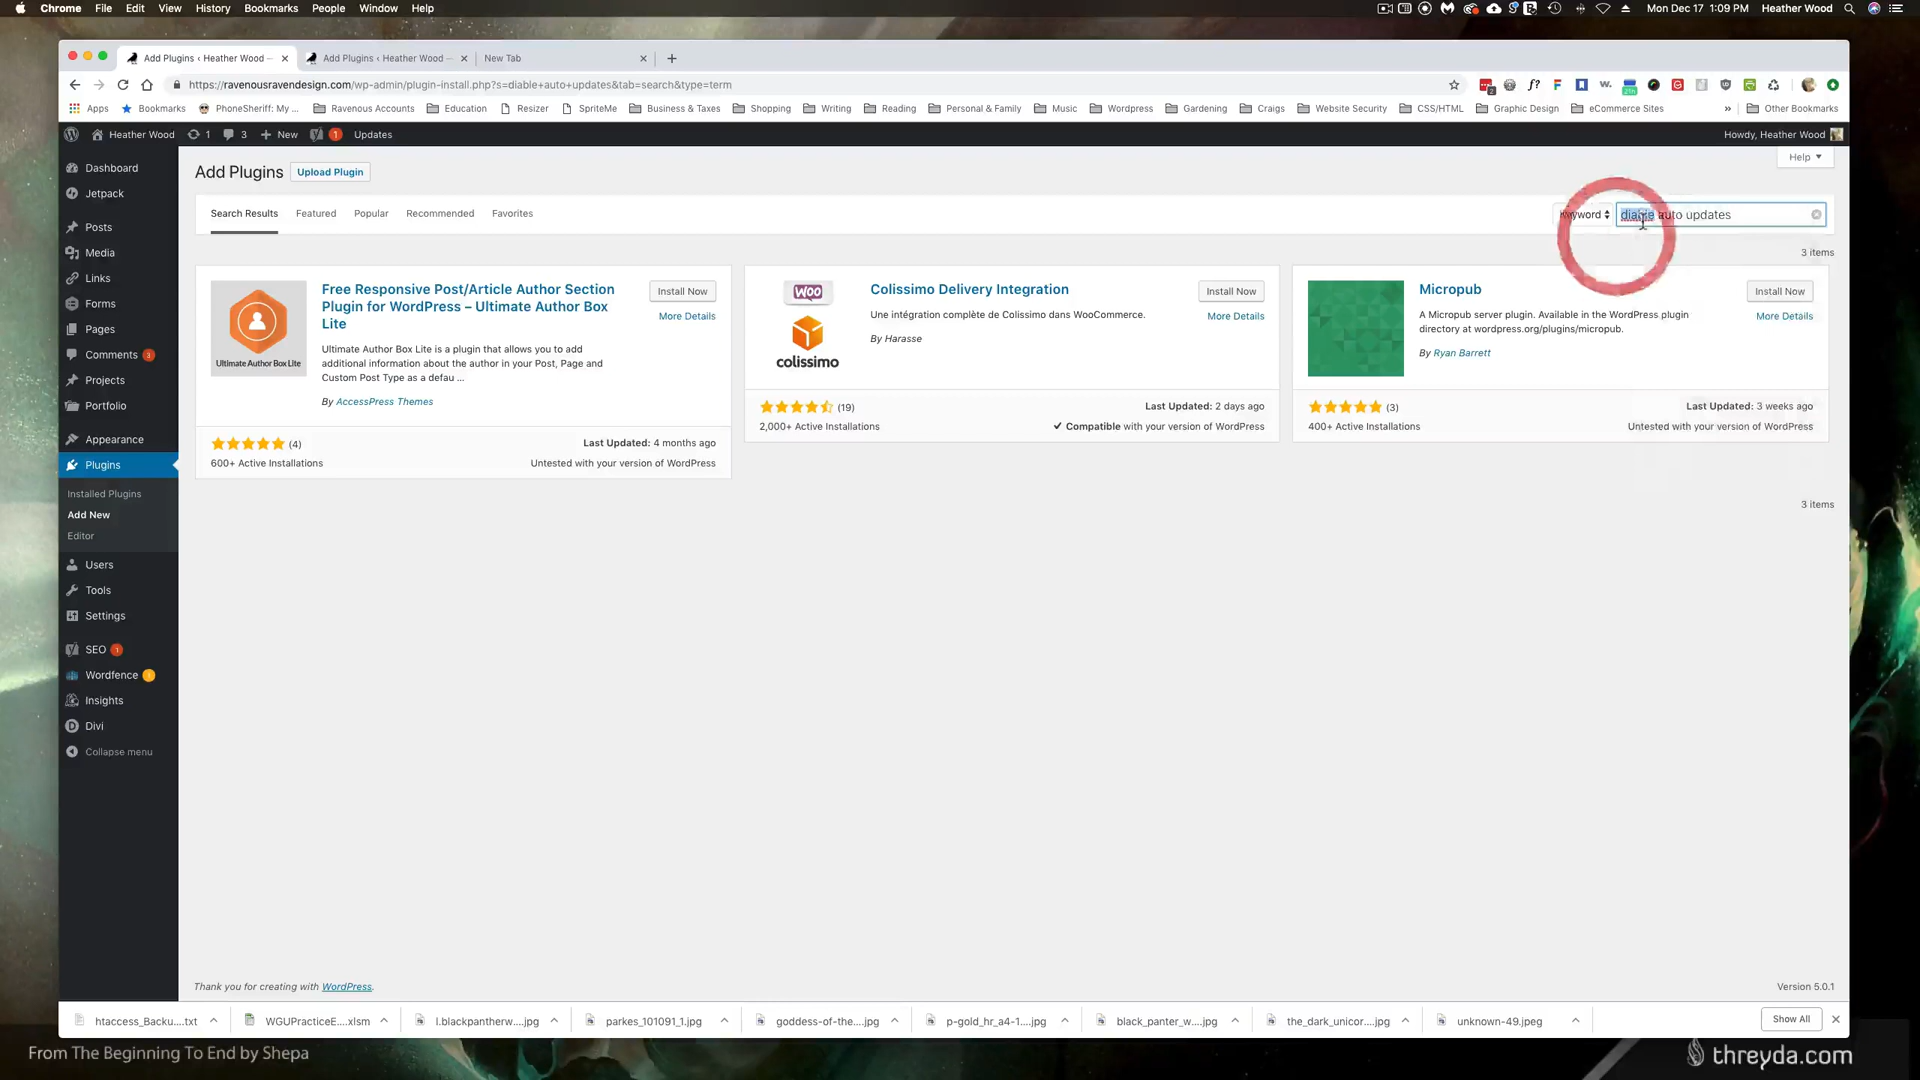 Chrome File Edit View History Bookmarks People Window Help Mon Dec 17 1:09 PM Heather Wood
Add Plugins ‹ Heather Wood — Add Plugins ‹ Heather Wood — New Tab
https://ravenousravendesign.com/wp-admin/plugin-install.php?s=diable+auto+updates&tab=search&type=term
Apps Bookmarks PhoneSheriff: My ... Ravenous Accounts Education Resizer SpriteMe Business & Taxes Shopping Writing Reading Personal & Family Music Wordpress Gardening Craigs Website Security CSS/HTML Graphic Design eCommerce Sites » Other Bookmarks
Heather Wood 1 3 + New 1 Updates Howdy, Heather Wood
Dashboard
Jetpack
Posts
Media
Links
Forms
Pages
Comments 3
Projects
Portfolio
Appearance
Plugins
Installed Plugins
Add New
Editor
Users
Tools
Settings
SEO 1
Wordfence
Insights
Divi
Collapse menu
Add Plugins Upload Plugin Help
Search Results Featured Popular Recommended Favorites
Keyword diable auto updates
3 items
Free Responsive Post/Article Author Section
Plugin for WordPress – Ultimate Author Box
Lite
Install Now
More Details
Ultimate Author Box Lite
Ultimate Author Box Lite is a plugin that allows you to add
additional information about the author in your Post, Page and
Custom Post Type as a defau ...
By AccessPress Themes
(4)
Last Updated: 4 months ago
600+ Active Installations
Untested with your version of WordPress
WOO
colissimo
Colissimo Delivery Integration
Install Now
More Details
Une intégration complète de Colissimo dans WooCommerce.
By Harasse
(19)
Last Updated: 2 days ago
2,000+ Active Installations
✓ Compatible with your version of WordPress
Micropub
Install Now
More Details
A Micropub server plugin. Available in the WordPress plugin
directory at wordpress.org/plugins/micropub.
By Ryan Barrett
(3)
Last Updated: 3 weeks ago
400+ Active Installations
Untested with your version of WordPress
3 items
Thank you for creating with WordPress.
Version 5.0.1
htaccess_Backu....txt WGUPracticeE....xlsm l.blackpantherw....jpg parkes_101091_1.jpg goddess-of-the....jpg p-gold_hr_a4-1....jpg black_panter_w....jpg the_dark_unicor....jpg unknown-49.jpeg Show All
From The Beginning To End by Shepa
threyda.com